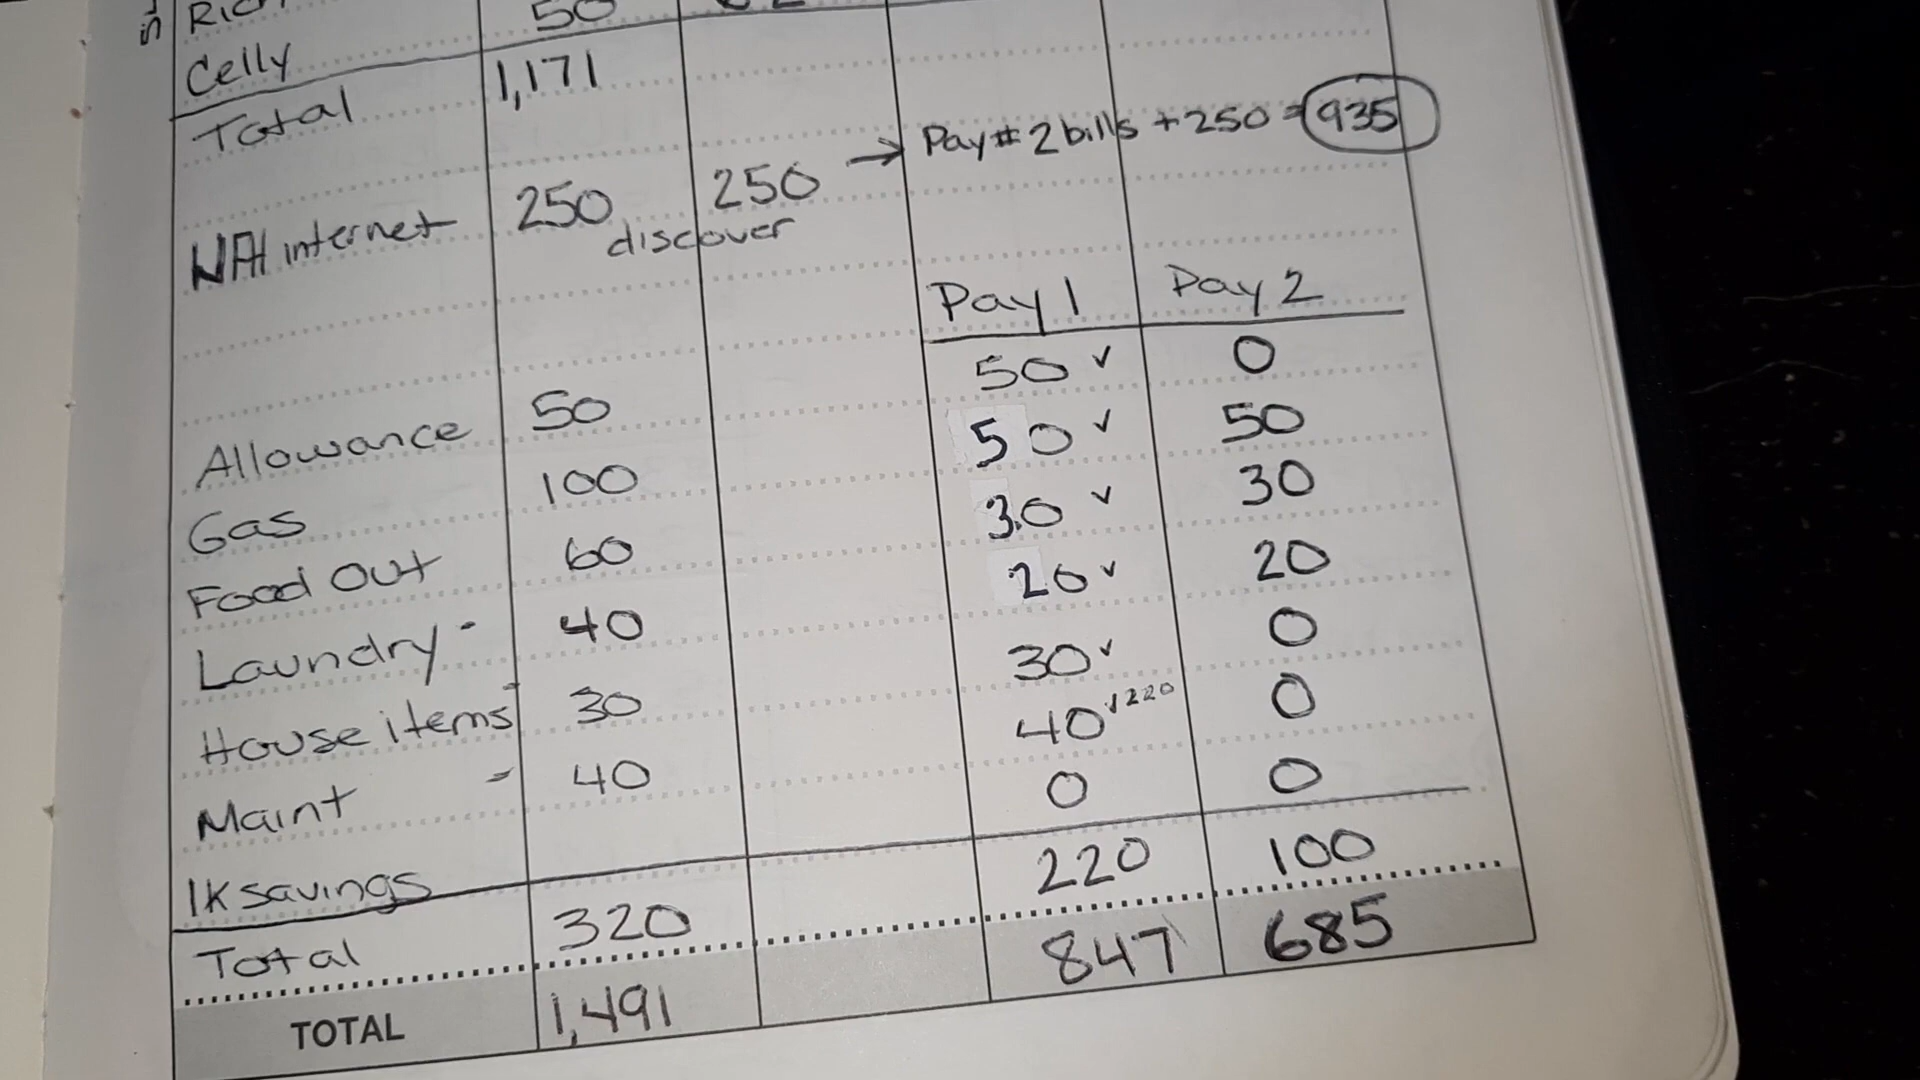 50
Celly
Total 1,171
→ Pay # 2 bills + 250 = 935
NAI internet 250 250
discover
Pay 1 Pay 2
Allowance 50 50 ✓ 0
Gas 100 50 ✓ 50
Food Out 60 30 ✓ 30
Laundry - 40 20 ✓ 20
House items - 30 30 ✓ 0
Maint - 40 40 ✓ 220 0
1K savings 0 0
Total 320 220 100
TOTAL 1,491 847 685